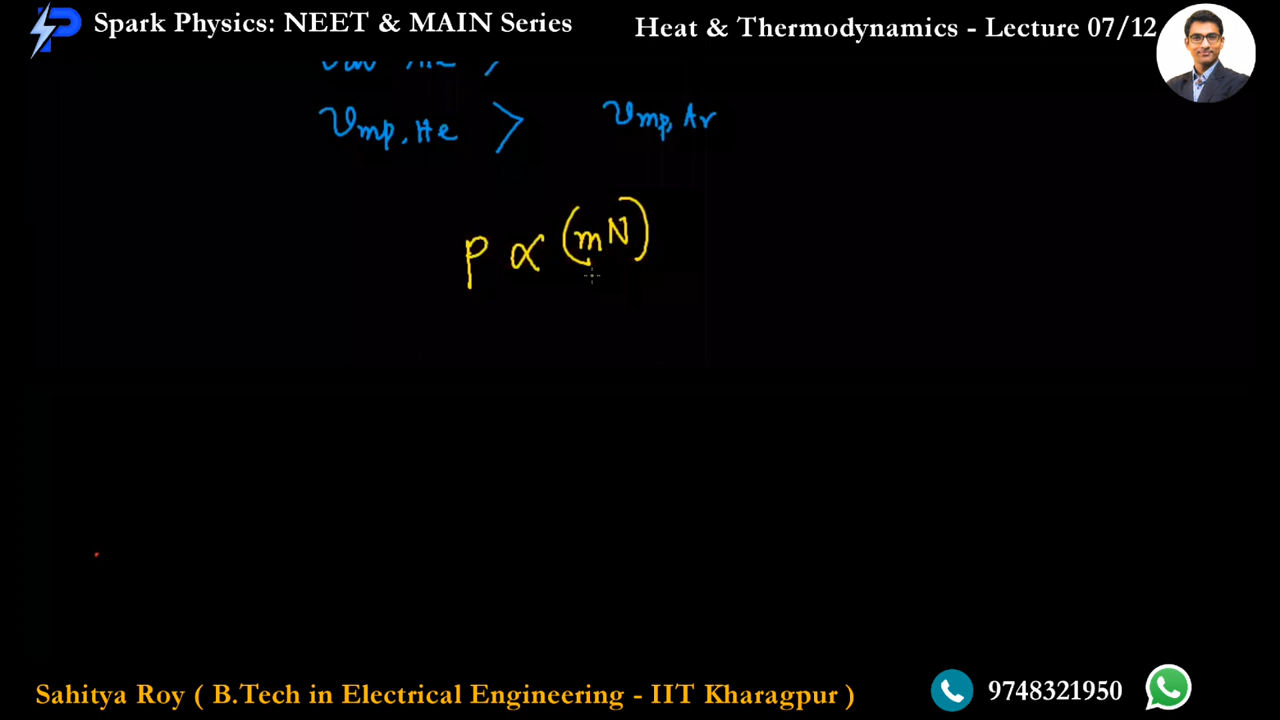 Spark Physics: NEET & MAIN Series
Heat & Thermodynamics - Lecture 07/12
Vmp, He > Vmp, Ar
P ∝ (mN)
Sahitya Roy ( B.Tech in Electrical Engineering - IIT Kharagpur )
9748321950